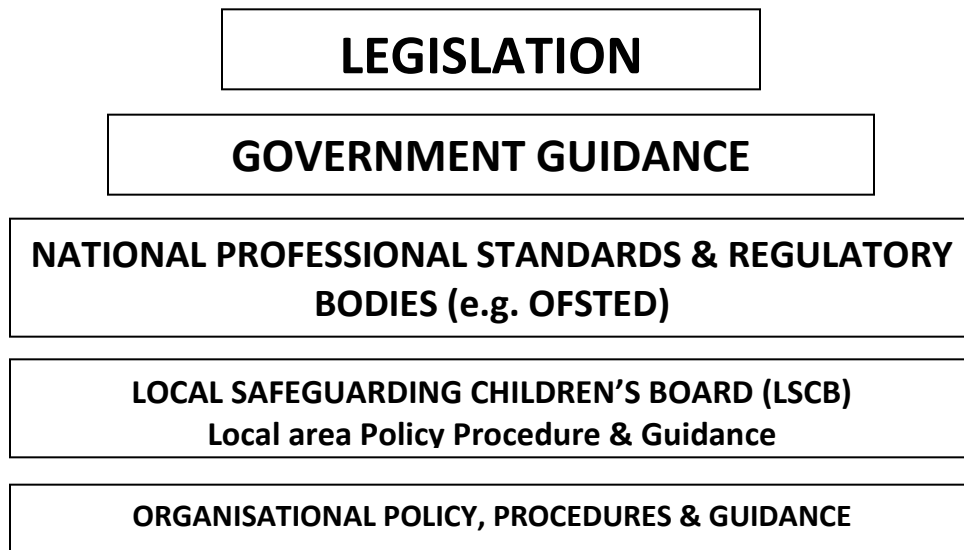 LEGISLATION
GOVERNMENT GUIDANCE
NATIONAL PROFESSIONAL STANDARDS & REGULATORY
BODIES (e.g. OFSTED)
LOCAL SAFEGUARDING CHILDREN’S BOARD (LSCB)
Local area Policy Procedure & Guidance
ORGANISATIONAL POLICY, PROCEDURES & GUIDANCE